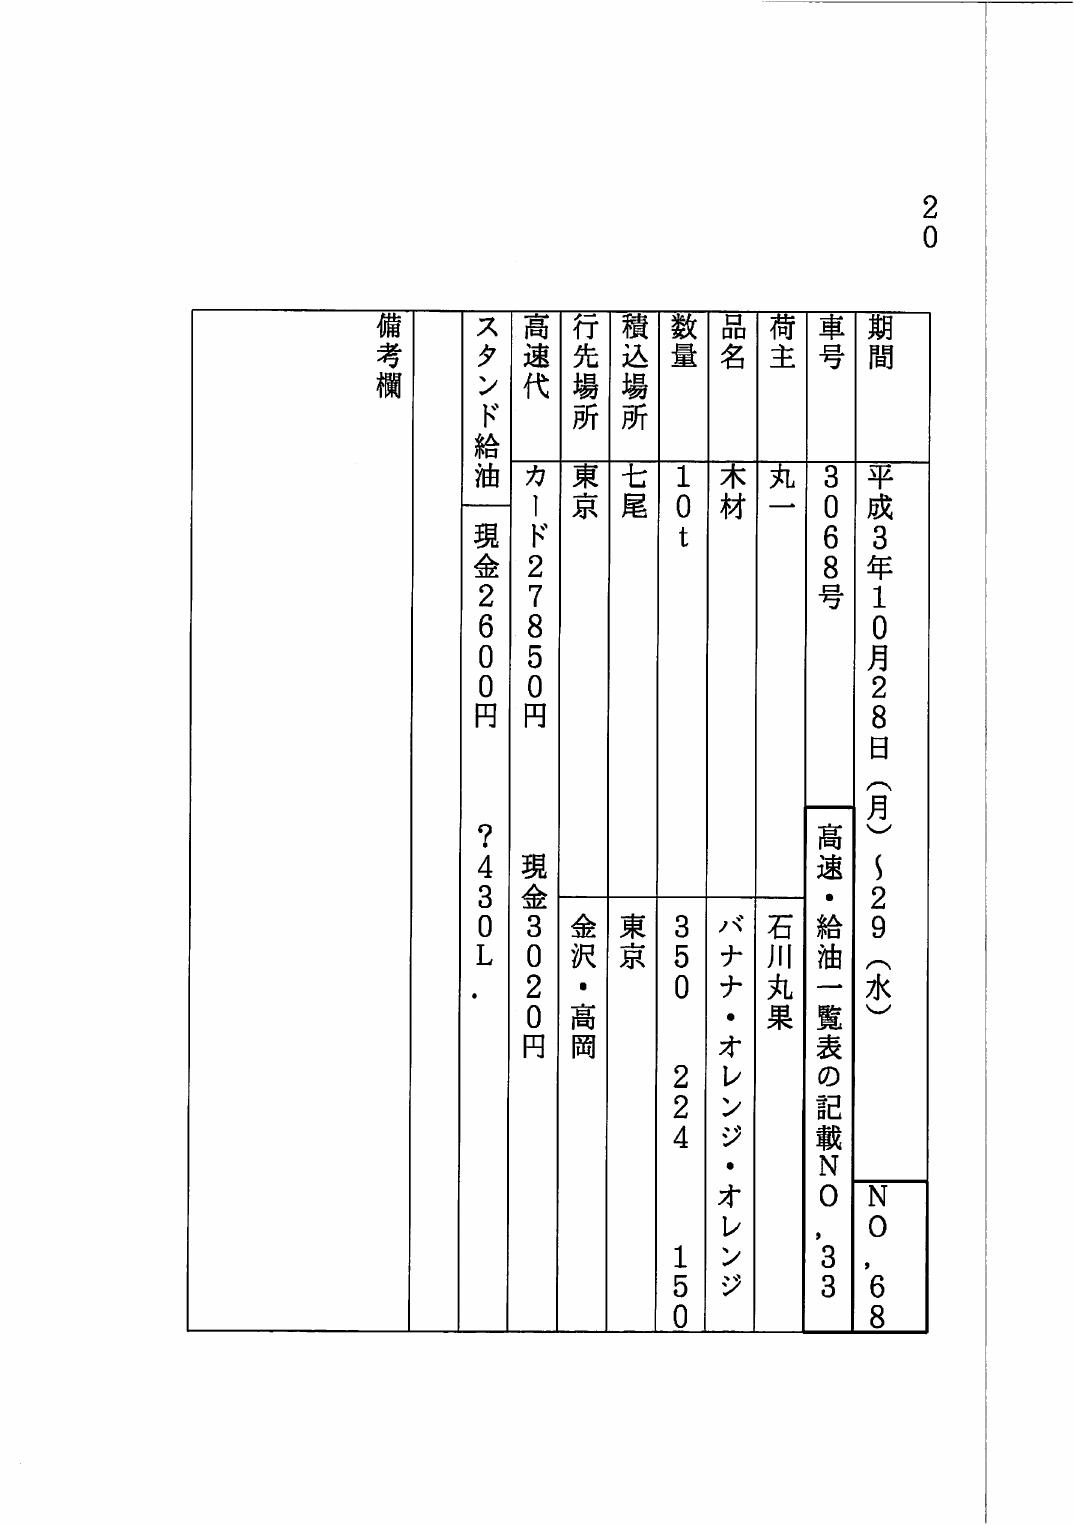 20
期間 平成3年10月28日(月)〜29(水) NO,68
車号 3068号 高速・給油一覧表の記載NO,33
荷主 丸一 石川丸果
品名 木材 バナナ・オレンジ・オレンジ
数量 10t 350 224 150
積込場所 七尾 東京
行先場所 東京 金沢・高岡
高速代 カード27850円 現金3020円
スタンド給油 現金2600円 ?430L.
備考欄